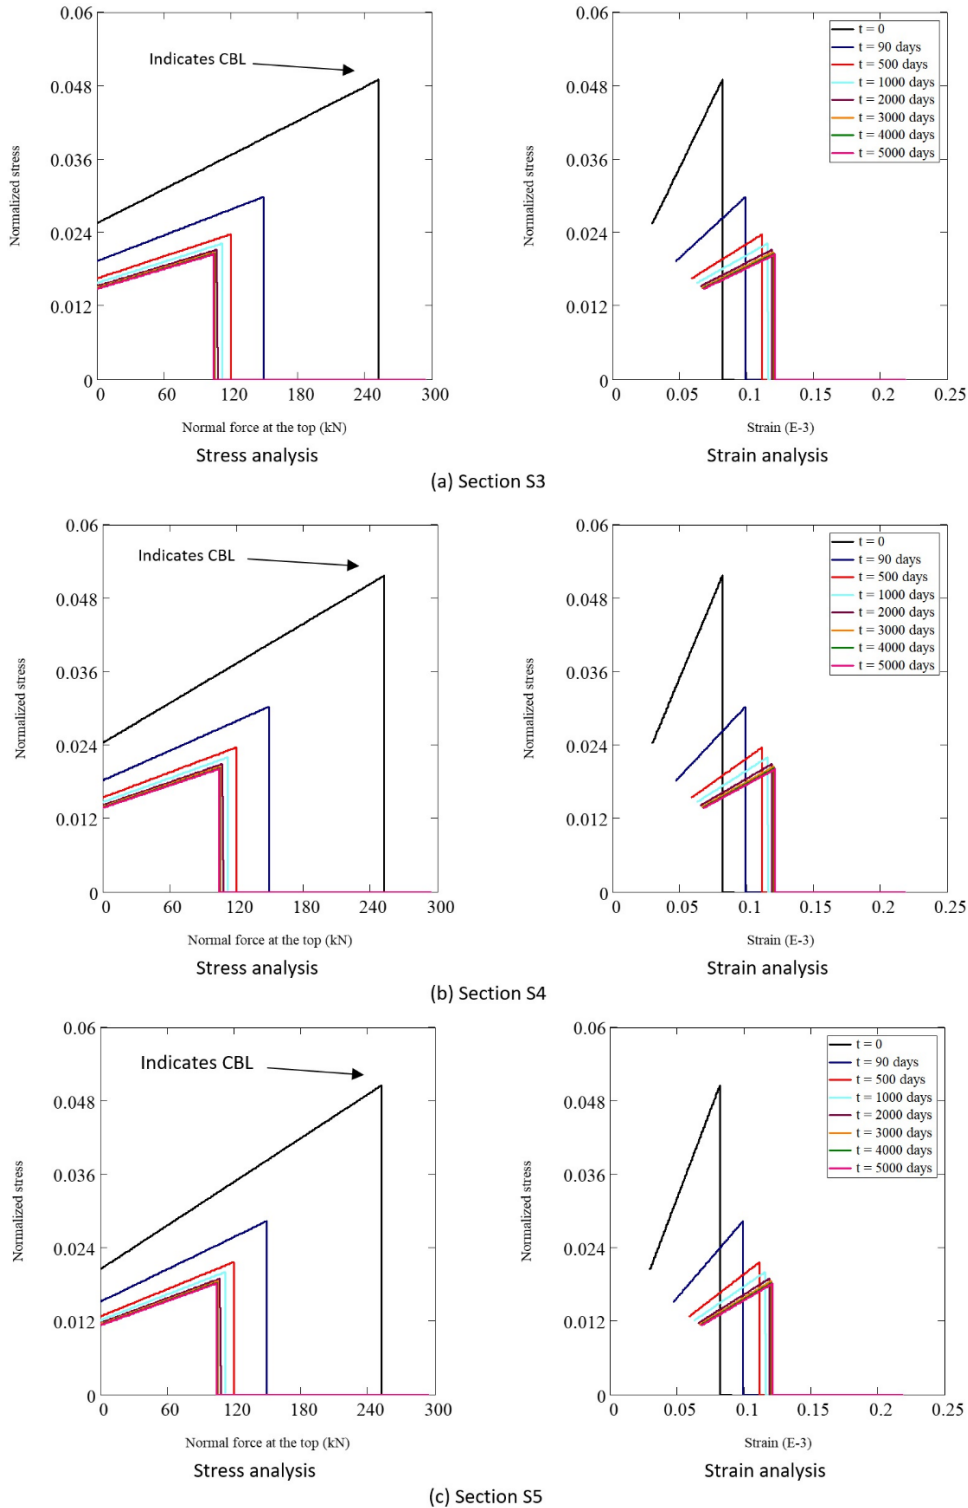 0.06
0.048
0.036
0.024
0.012
0
Normalized stress
Indicates CBL
0 60 120 180 240 300
Normal force at the top (kN)
Stress analysis
0.06
0.048
0.036
0.024
0.012
0
Normalized stress
t = 0
t = 90 days
t = 500 days
t = 1000 days
t = 2000 days
t = 3000 days
t = 4000 days
t = 5000 days
0 0.05 0.1 0.15 0.2 0.25
Strain (E-3)
Strain analysis
(a) Section S3
0.06
0.048
0.036
0.024
0.012
0
Normalized stress
Indicates CBL
0 60 120 180 240 300
Normal force at the top (kN)
Stress analysis
0.06
0.048
0.036
0.024
0.012
0
Normalized stress
t = 0
t = 90 days
t = 500 days
t = 1000 days
t = 2000 days
t = 3000 days
t = 4000 days
t = 5000 days
0 0.05 0.1 0.15 0.2 0.25
Strain (E-3)
Strain analysis
(b) Section S4
0.06
0.048
0.036
0.024
0.012
0
Normalized stress
Indicates CBL
0 60 120 180 240 300
Normal force at the top (kN)
Stress analysis
0.06
0.048
0.036
0.024
0.012
0
Normalized stress
t = 0
t = 90 days
t = 500 days
t = 1000 days
t = 2000 days
t = 3000 days
t = 4000 days
t = 5000 days
0 0.05 0.1 0.15 0.2 0.25
Strain (E-3)
Strain analysis
(c) Section S5